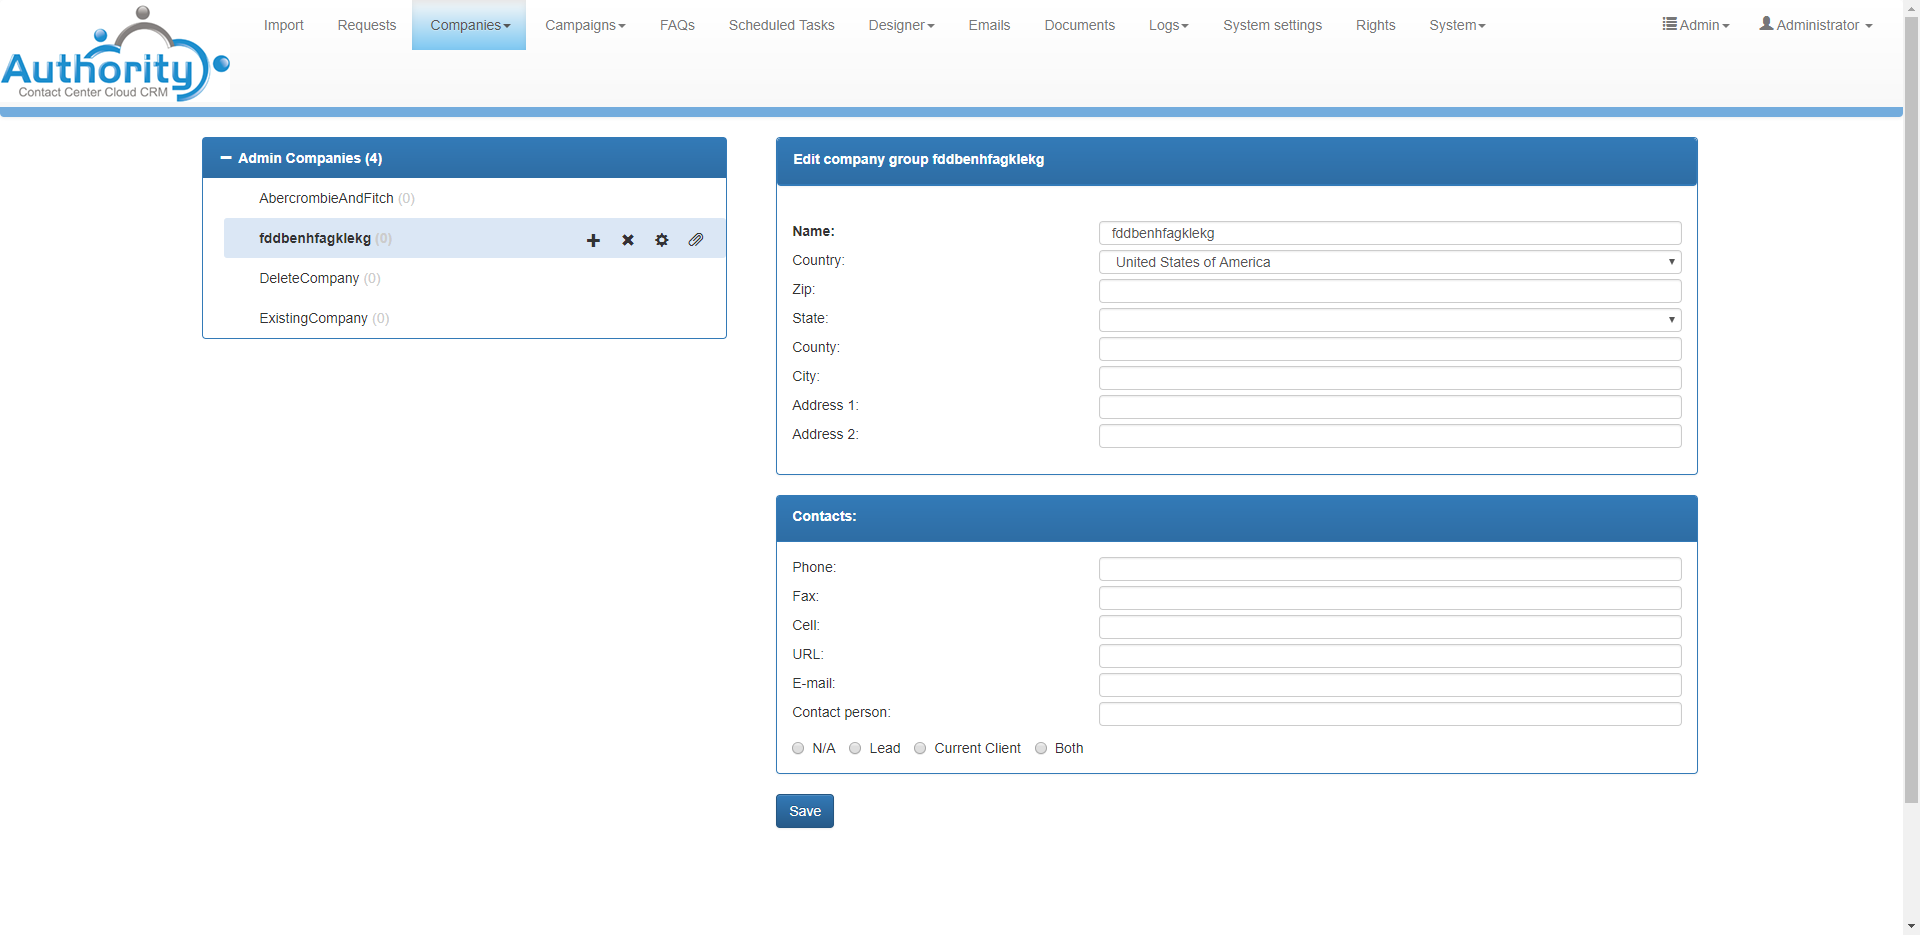 Authority
Contact Center Cloud CRM
Import Requests Companies Campaigns FAQs Scheduled Tasks Designer Emails Documents Logs System settings Rights System Admin Administrator
Admin Companies (4)
AbercrombieAndFitch (0)
fddbenhfagklekg (0)
DeleteCompany (0)
ExistingCompany (0)
Edit company group fddbenhfagklekg
Name: fddbenhfagklekg
Country: United States of America
Zip:
State:
County:
City:
Address 1:
Address 2:
Contacts:
Phone:
Fax:
Cell:
URL:
E-mail:
Contact person:
N/A Lead Current Client Both
Save